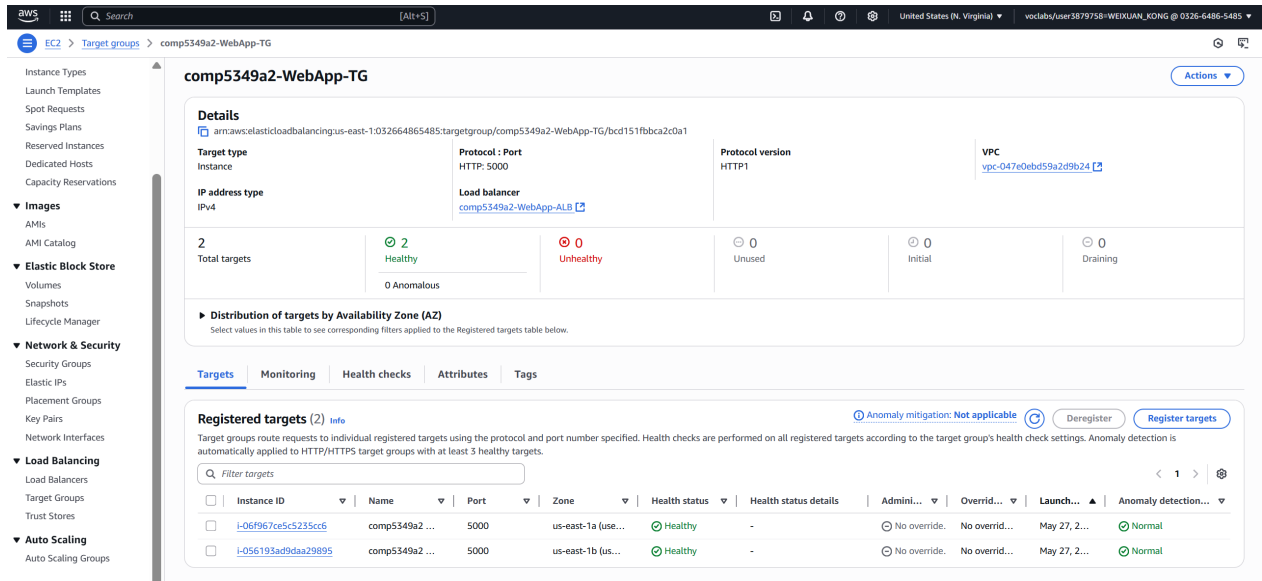 aws
Search [Alt+S]
United States (N. Virginia) ▼
voclabs/user3879758=WEIXUAN_KONG @ 0326-6486-5485 ▼
EC2 > Target groups > comp5349a2-WebApp-TG
Instance Types
Launch Templates
Spot Requests
Savings Plans
Reserved Instances
Dedicated Hosts
Capacity Reservations
▼ Images
AMIs
AMI Catalog
▼ Elastic Block Store
Volumes
Snapshots
Lifecycle Manager
▼ Network & Security
Security Groups
Elastic IPs
Placement Groups
Key Pairs
Network Interfaces
▼ Load Balancing
Load Balancers
Target Groups
Trust Stores
▼ Auto Scaling
Auto Scaling Groups
comp5349a2-WebApp-TG
Actions ▼
Details
arn:aws:elasticloadbalancing:us-east-1:032664865485:targetgroup/comp5349a2-WebApp-TG/bcd151fbbca2c0a1
Target type
Instance
Protocol : Port
HTTP: 5000
Protocol version
HTTP1
VPC
vpc-047e0ebd59a2d9b24
IP address type
IPv4
Load balancer
comp5349a2-WebApp-ALB
2
Total targets
2
Healthy
0 Anomalous
0
Unhealthy
0
Unused
0
Initial
0
Draining
▶ Distribution of targets by Availability Zone (AZ)
Select values in this table to see corresponding filters applied to the Registered targets table below.
Targets Monitoring Health checks Attributes Tags
Registered targets (2) Info
Anomaly mitigation: Not applicable
Deregister
Register targets
Target groups route requests to individual registered targets using the protocol and port number specified. Health checks are performed on all registered targets according to the target group's health check settings. Anomaly detection is
automatically applied to HTTP/HTTPS target groups with at least 3 healthy targets.
Filter targets
< 1 >
Instance ID Name Port Zone Health status Health status details Admini... Overrid... Launch... Anomaly detection...
i-06f967ce5c5235cc6 comp5349a2 ... 5000 us-east-1a (use... Healthy - No override. No overrid... May 27, 2... Normal
i-056193ad9daa29895 comp5349a2 ... 5000 us-east-1b (us... Healthy - No override. No overrid... May 27, 2... Normal